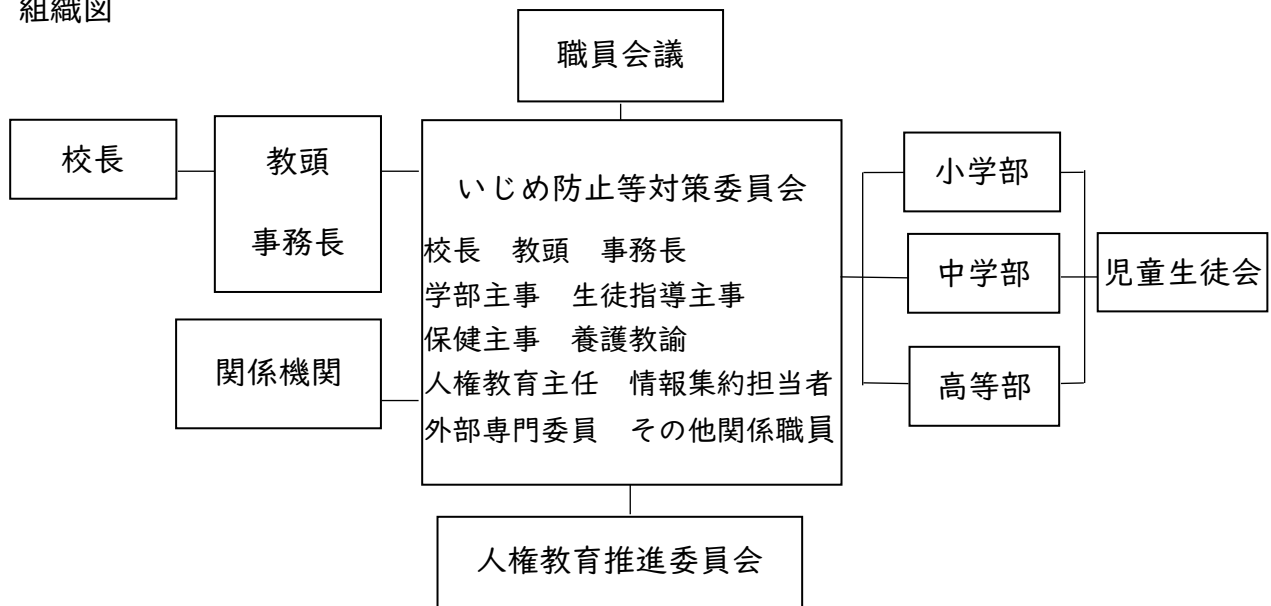 組織図
職員会議
校長
教頭
事務長
関係機関
いじめ防止等対策委員会
校長　教頭　事務長
学部主事　生徒指導主事
保健主事　養護教諭
人権教育主任　情報集約担当者
外部専門委員　その他関係職員
小学部
中学部
高等部
児童生徒会
人権教育推進委員会